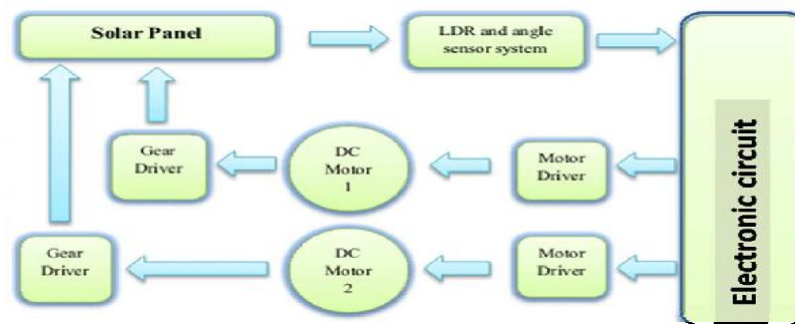 Solar Panel
LDR and angle
sensor system
Electronic circuit
Gear
Driver
DC
Motor
1
Motor
Driver
Gear
Driver
DC
Motor
2
Motor
Driver